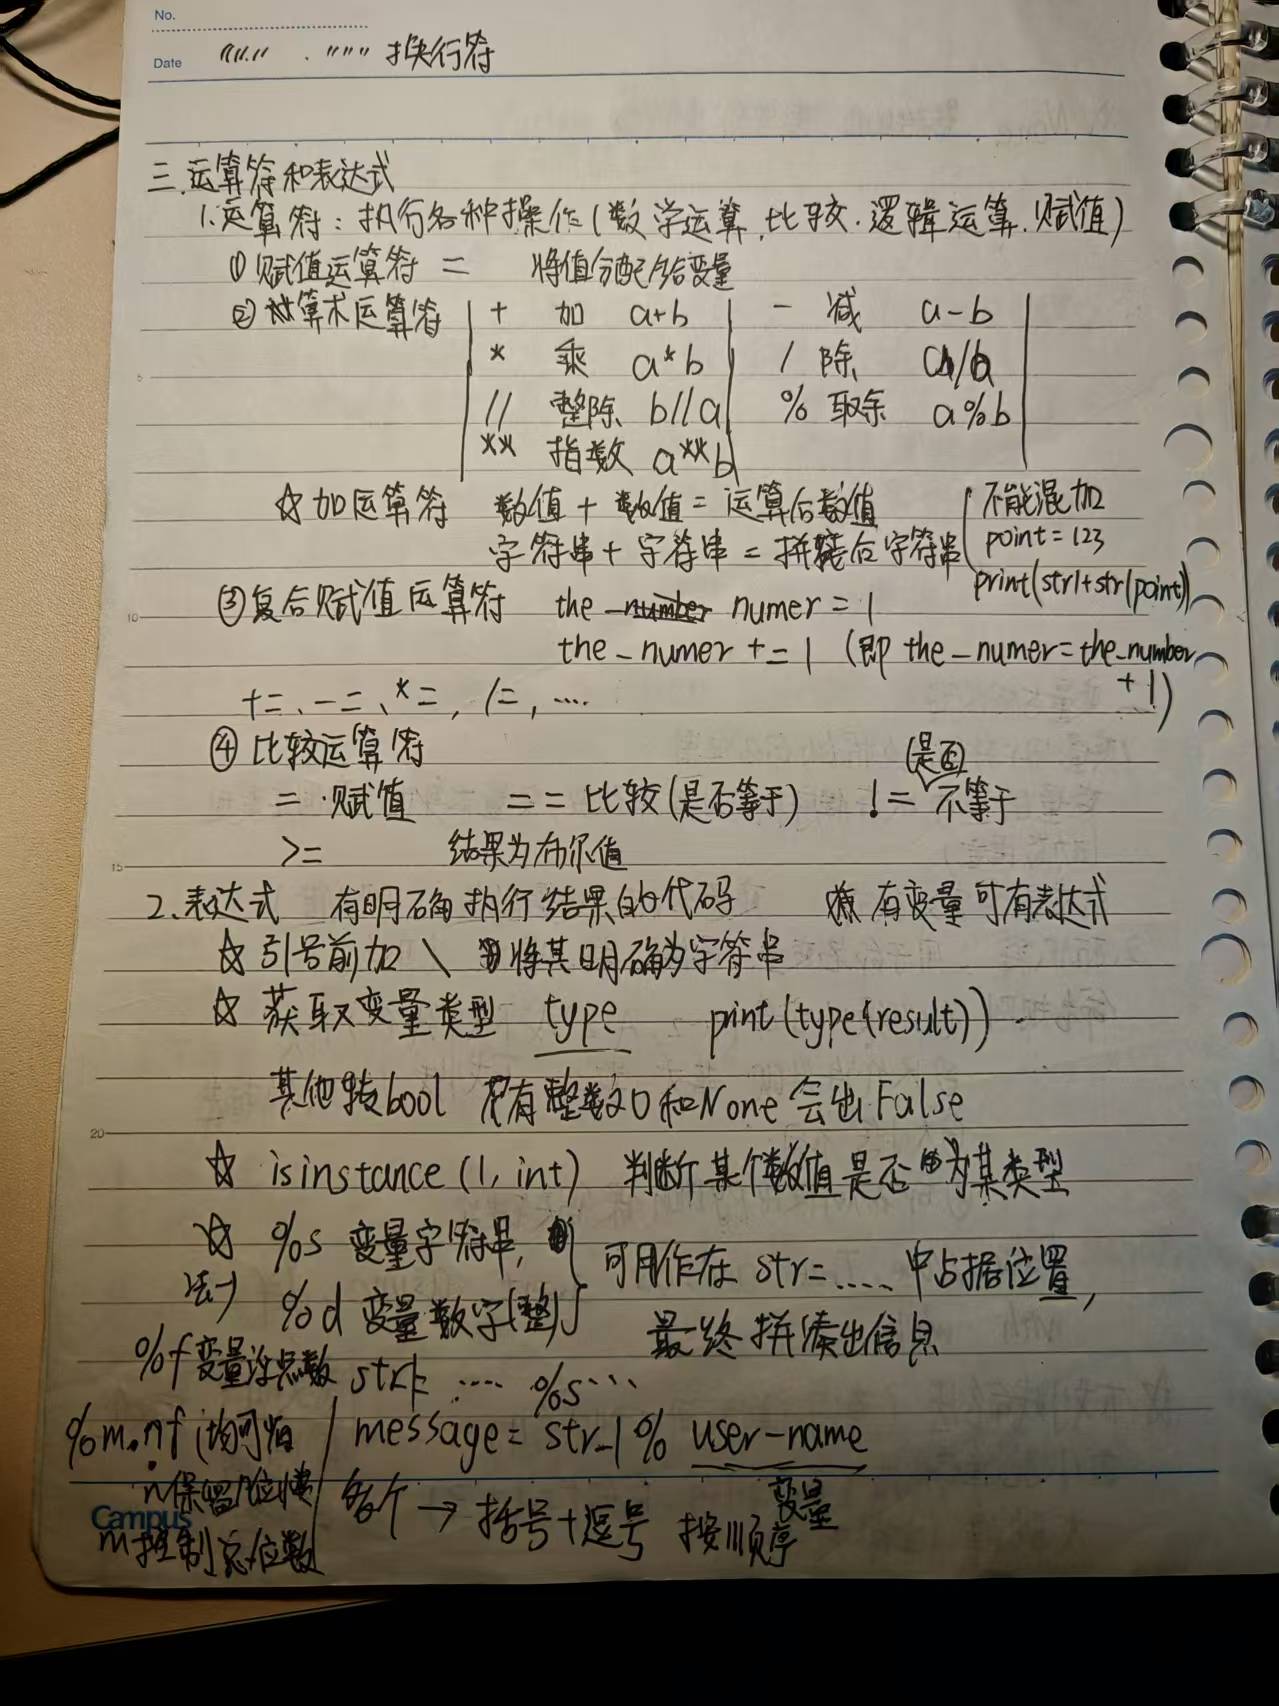 No.
Date """ . """ 换行符
三.运算符和表达式
1.运算符:执行各种操作(数学运算.比较.逻辑运算.赋值)
①赋值运算符 = 将值分配给变量
②算术运算符 + 加 a+b - 减 a-b
* 乘 a*b / 除 a/b
// 整除 b//a % 取余 a%b
** 指数 a**b
☆加运算符 数值+数值=运算后数值 不能混加
字符串+字符串=拼接后字符串 point=123
print(str1+str(point))
③复合赋值运算符 the_numer=1
the_numer+=1 (即 the_numer=the_number
+1)
+=、-=、*=, /=, ....
④比较运算符 (是否)
= 赋值 == 比较(是否等于) != 不等于
>= 结果为布尔值
2.表达式 有明确执行结果的代码 有变量可有表达式
☆引号前加 \ 将其明确为字符串
☆获取变量类型 type print(type(result))
其他转bool 只有整数0和None会出False
☆ isinstance(1,int) 判断某个数值是否为某类型
☆ %s 变量字符串, 可用作在 str=..... 中占据位置,
%d 变量数字(整) 最终拼凑出信息
%f变量浮点数 str1= .... %s...
%m.nf message=str_1 % user-name
n保留 多个→括号+逗号 按顺序 变量
Campus
m控制总位数